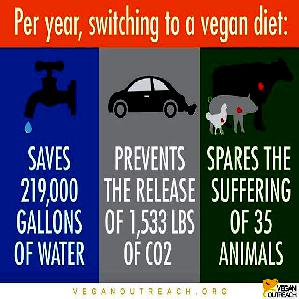 Per year, switching to a vegan diet:
SAVES
219,000
GALLONS
OF WATER
PREVENTS
THE RELEASE
OF 1,533 LBS
OF CO2
SPARES THE
SUFFERING
OF 35
ANIMALS
VEGANOUTREACH.ORG
VEGAN
OUTREACH